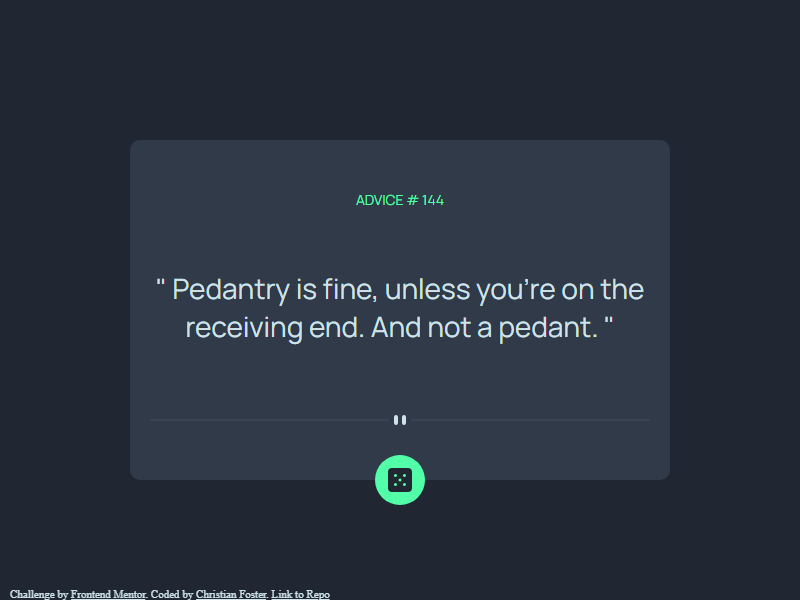 ADVICE # 144
" Pedantry is fine, unless you're on the
receiving end. And not a pedant. "
Challenge by Frontend Mentor. Coded by Christian Foster. Link to Repo